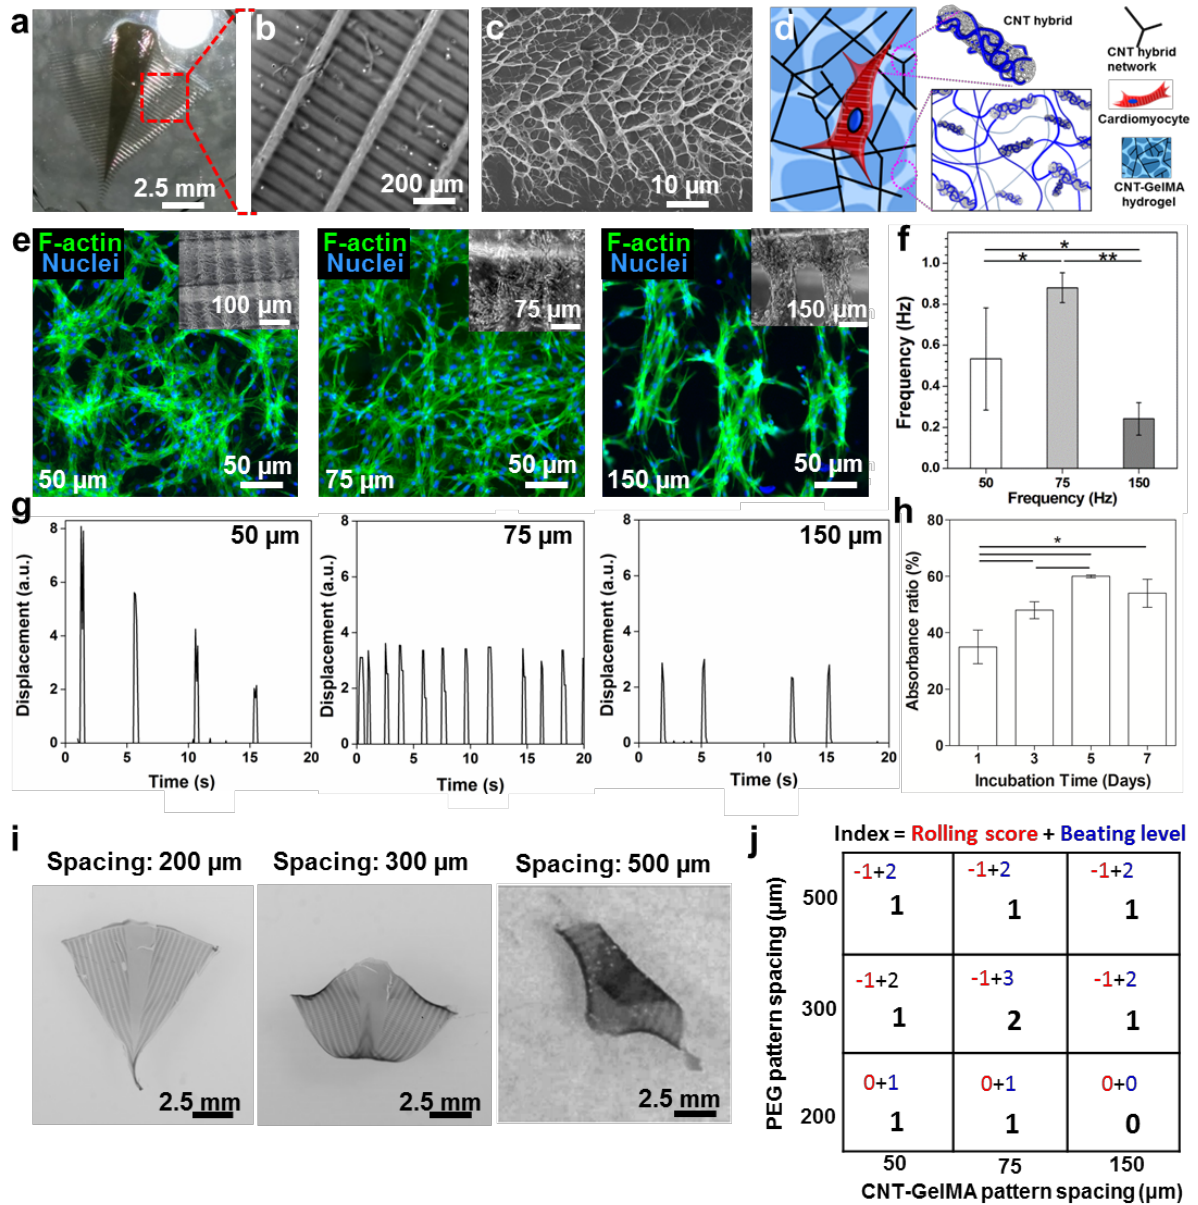 a
2.5 mm
b
200 µm
c
10 µm
d
CNT hybrid
CNT hybrid
network
Cardiomyocyte
CNT-GelMA
hydrogel
e
F-actin
Nuclei
100 µm
50 µm
50 µm
F-actin
Nuclei
75 µm
75 µm
50 µm
F-actin
Nuclei
150 µm
150 µm
50 µm
f
Frequency (Hz)
1.0
0.8
0.6
0.4
0.2
0.0
*
*
**
50
75
150
Frequency (Hz)
g
50 µm
Displacement (a.u.)
8
6
4
2
0
0
5
10
15
20
Time (s)
75 µm
Displacement (a.u.)
8
6
4
2
0
0
5
10
15
20
Time (s)
150 µm
Displacement (a.u.)
8
6
4
2
0
0
10
20
Time (s)
h
Absorbance ratio (%)
80
60
40
20
0
*
1
3
5
7
Incubation Time (Days)
i
Spacing: 200 µm
2.5 mm
Spacing: 300 µm
2.5 mm
Spacing: 500 µm
2.5 mm
j
Index = Rolling score + Beating level
PEG pattern spacing (µm)
500
-1+2
1
-1+2
1
-1+2
1
300
-1+2
1
-1+3
2
-1+2
1
200
0+1
1
0+1
1
0+0
0
50
75
150
CNT-GelMA pattern spacing (µm)